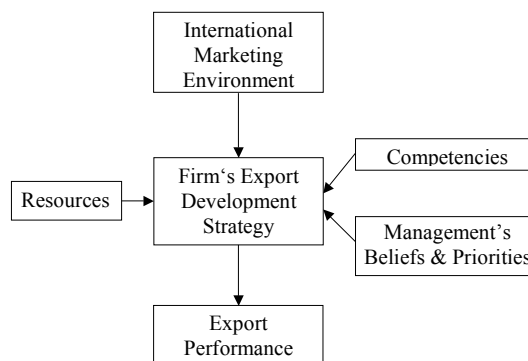 International
Marketing
Environment
Competencies
Firm‘s Export
Development
Strategy
Resources
Management’s
Beliefs & Priorities
Export
Performance